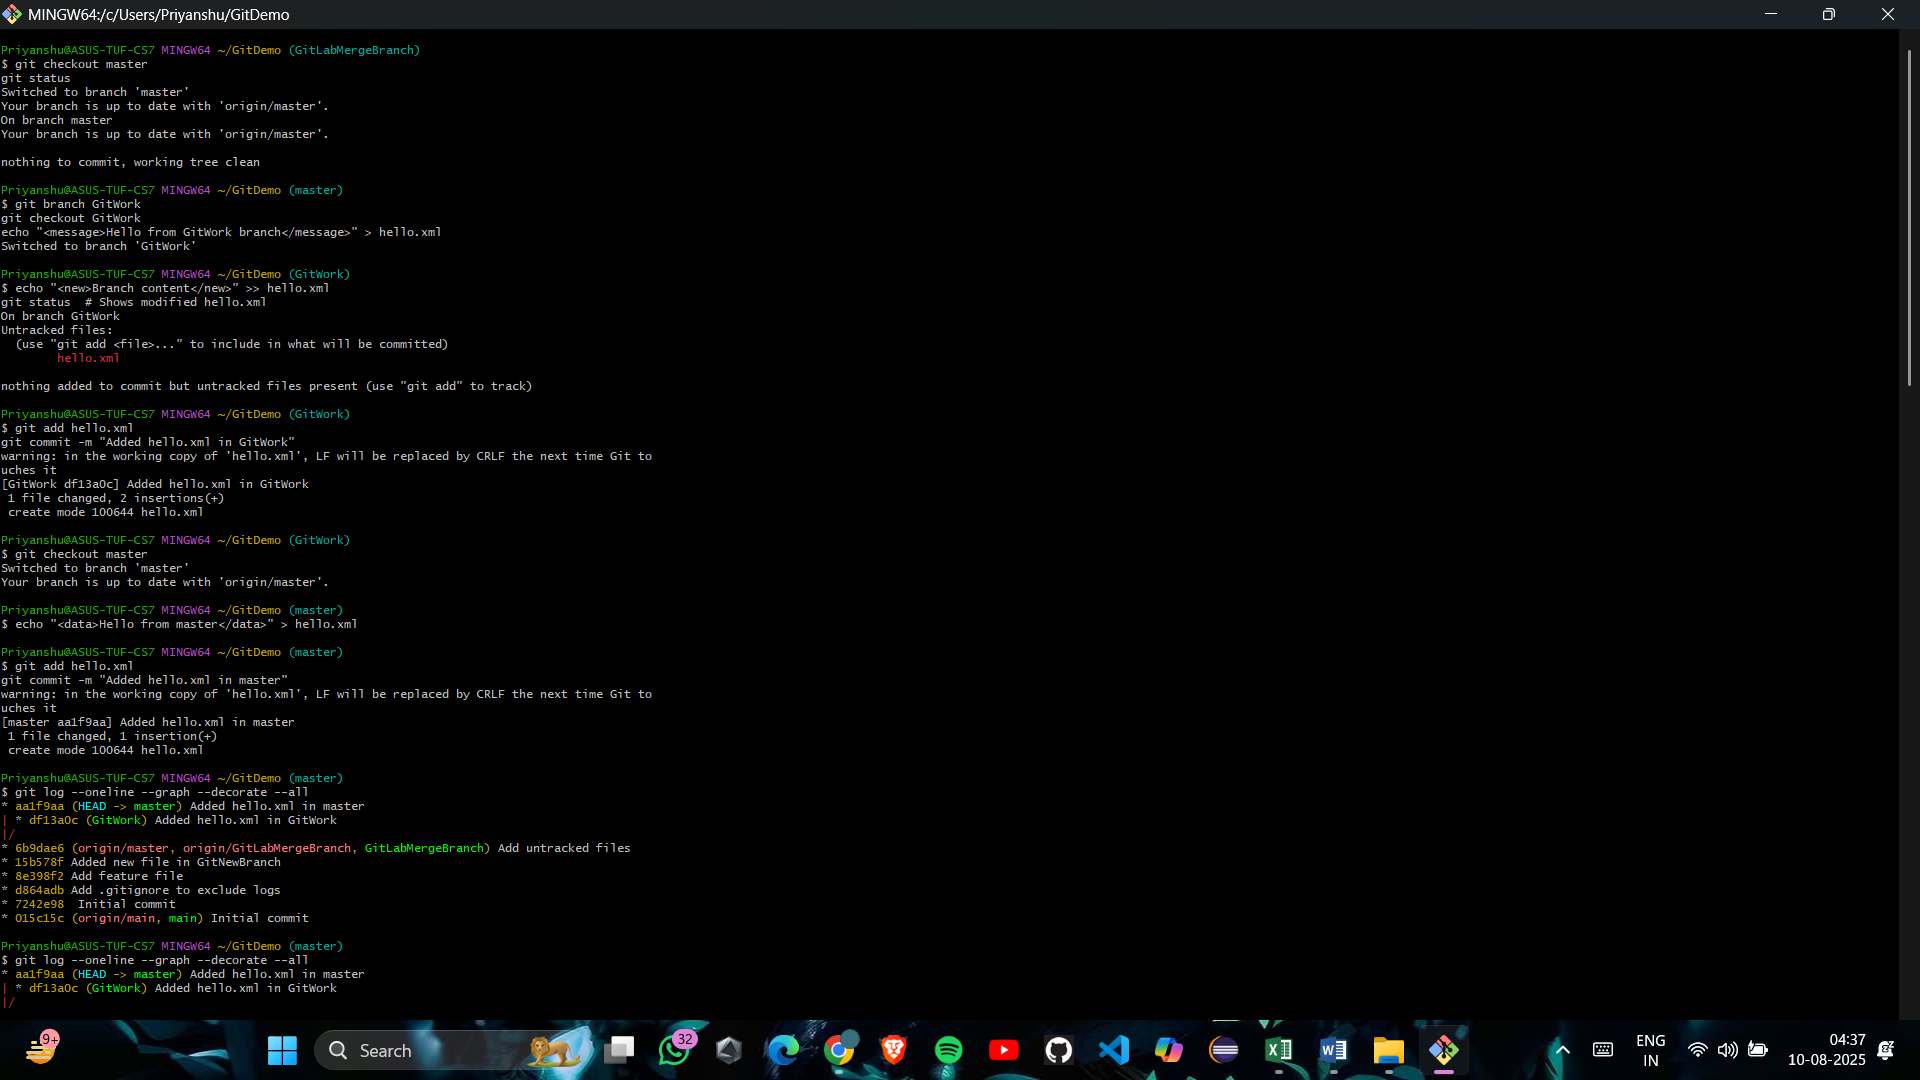 MINGW64:/c/Users/Priyanshu/GitDemo
Priyanshu@ASUS-TUF-CS7 MINGW64 ~/GitDemo (GitLabMergeBranch)
$ git checkout master
git status
Switched to branch 'master'
Your branch is up to date with 'origin/master'.
On branch master
Your branch is up to date with 'origin/master'.
nothing to commit, working tree clean
Priyanshu@ASUS-TUF-CS7 MINGW64 ~/GitDemo (master)
$ git branch GitWork
git checkout GitWork
echo "<message>Hello from GitWork branch</message>" > hello.xml
Switched to branch 'GitWork'
Priyanshu@ASUS-TUF-CS7 MINGW64 ~/GitDemo (GitWork)
$ echo "<new>Branch content</new>" >> hello.xml
git status  # Shows modified hello.xml
On branch GitWork
Untracked files:
  (use "git add <file>..." to include in what will be committed)
        hello.xml
nothing added to commit but untracked files present (use "git add" to track)
Priyanshu@ASUS-TUF-CS7 MINGW64 ~/GitDemo (GitWork)
$ git add hello.xml
git commit -m "Added hello.xml in GitWork"
warning: in the working copy of 'hello.xml', LF will be replaced by CRLF the next time Git to
uches it
[GitWork df13a0c] Added hello.xml in GitWork
 1 file changed, 2 insertions(+)
 create mode 100644 hello.xml
Priyanshu@ASUS-TUF-CS7 MINGW64 ~/GitDemo (GitWork)
$ git checkout master
Switched to branch 'master'
Your branch is up to date with 'origin/master'.
Priyanshu@ASUS-TUF-CS7 MINGW64 ~/GitDemo (master)
$ echo "<data>Hello from master</data>" > hello.xml
Priyanshu@ASUS-TUF-CS7 MINGW64 ~/GitDemo (master)
$ git add hello.xml
git commit -m "Added hello.xml in master"
warning: in the working copy of 'hello.xml', LF will be replaced by CRLF the next time Git to
uches it
[master aa1f9aa] Added hello.xml in master
 1 file changed, 1 insertion(+)
 create mode 100644 hello.xml
Priyanshu@ASUS-TUF-CS7 MINGW64 ~/GitDemo (master)
$ git log --oneline --graph --decorate --all
* aa1f9aa (HEAD -> master) Added hello.xml in master
| * df13a0c (GitWork) Added hello.xml in GitWork
|/
* 6b9dae6 (origin/master, origin/GitLabMergeBranch, GitLabMergeBranch) Add untracked files
* 15b578f Added new file in GitNewBranch
* 8e398f2 Add feature file
* d864adb Add .gitignore to exclude logs
* 7242e98  Initial commit
* 015c15c (origin/main, main) Initial commit
Priyanshu@ASUS-TUF-CS7 MINGW64 ~/GitDemo (master)
$ git log --oneline --graph --decorate --all
* aa1f9aa (HEAD -> master) Added hello.xml in master
| * df13a0c (GitWork) Added hello.xml in GitWork
|/
9+
Search
32
ENG
IN
04:37
10-08-2025